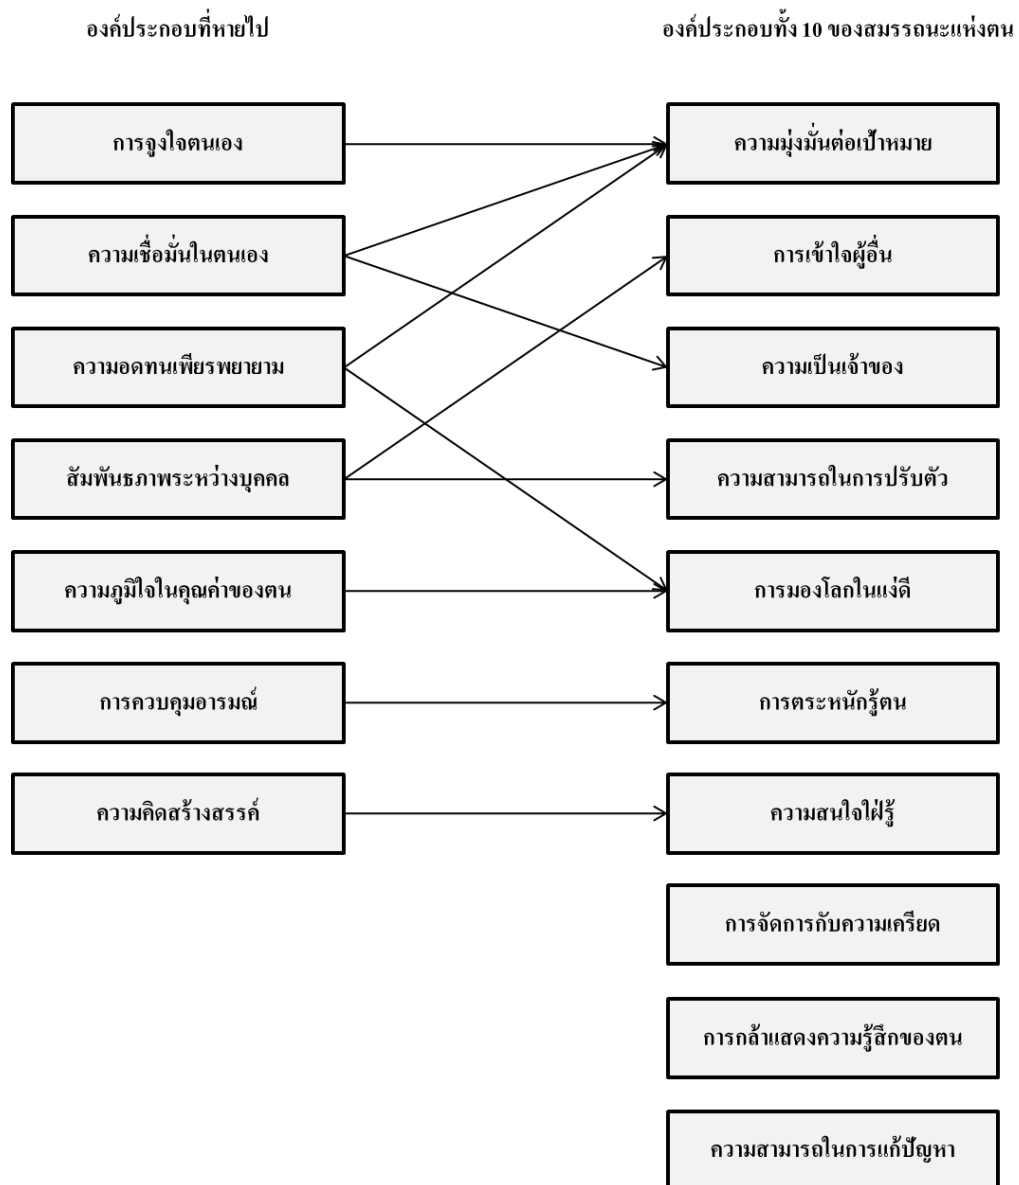 องค์ประกอบที่หายไป
องค์ประกอบทั้ง 10 ของสมรรถนะแห่งตน
การจูงใจตนเอง
ความมุ่งมั่นต่อเป้าหมาย
ความเชื่อมั่นในตนเอง
การเข้าใจผู้อื่น
ความอดทนเพียรพยายาม
ความเป็นเจ้าของ
สัมพันธภาพระหว่างบุคคล
ความสามารถในการปรับตัว
ความภูมิใจในคุณค่าของตน
การมองโลกในแง่ดี
การควบคุมอารมณ์
การตระหนักรู้ตน
ความคิดสร้างสรรค์
ความสนใจใฝ่รู้
การจัดการกับความเครียด
การกล้าแสดงความรู้สึกของตน
ความสามารถในการแก้ปัญหา